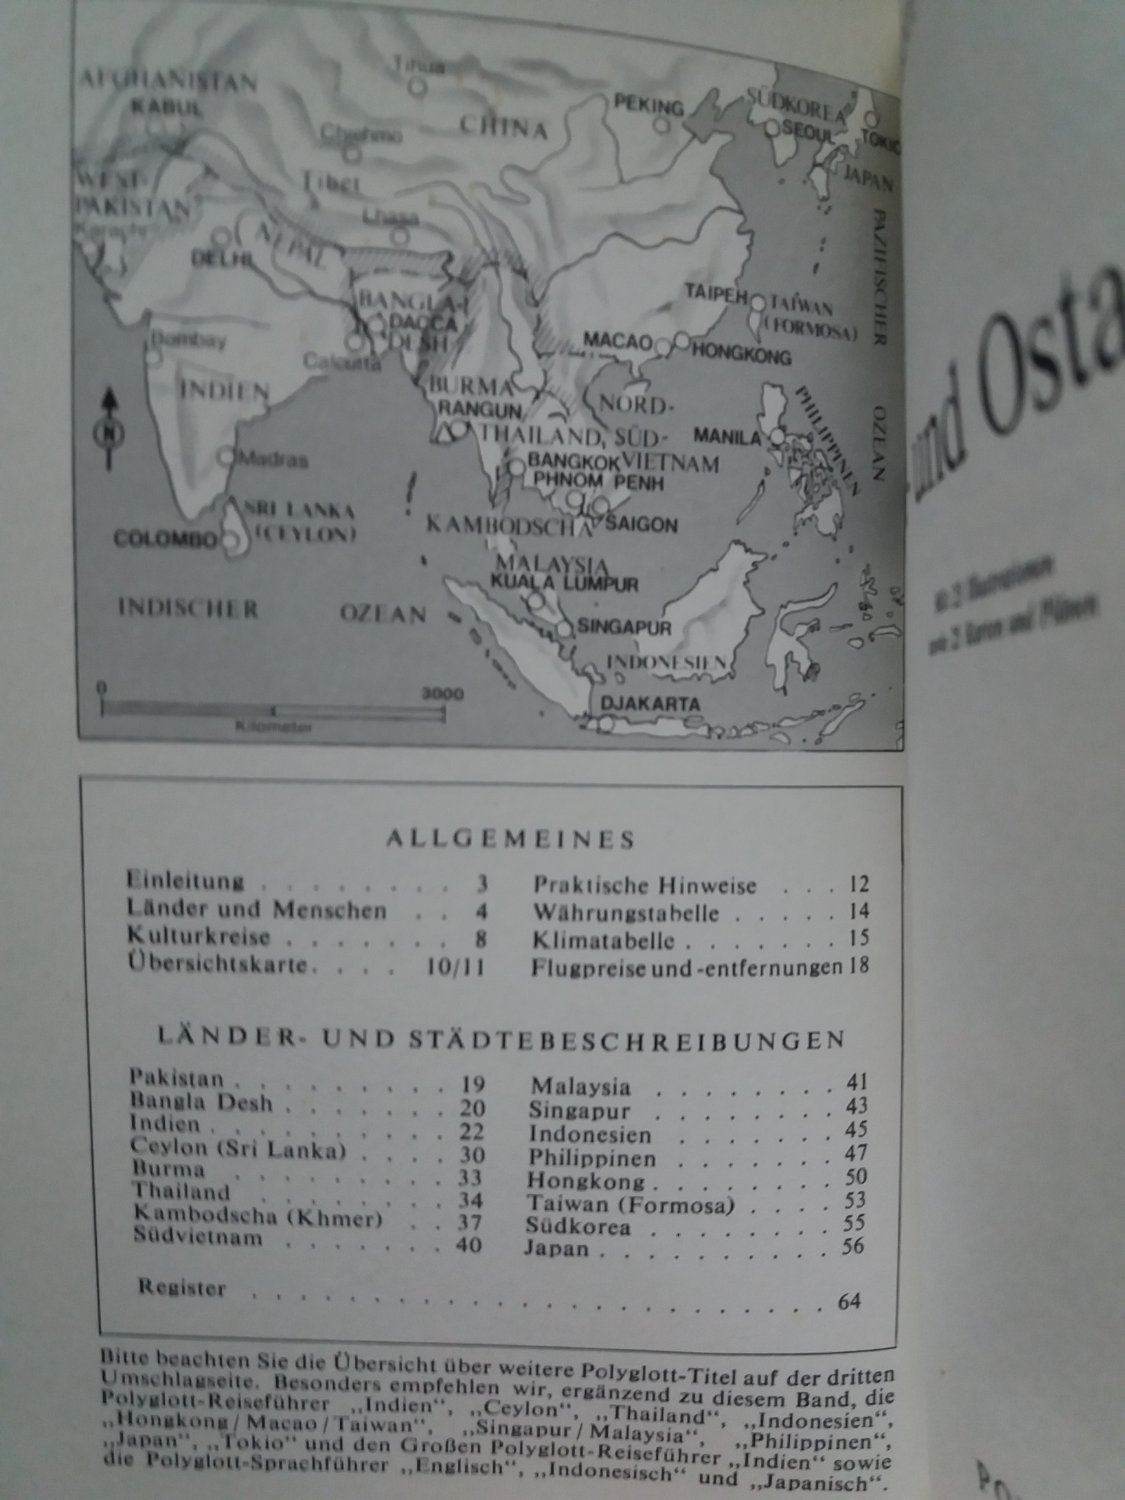 AFGHANISTAN
KABUL
Tihua
CHINA
PEKING
SÜDKOREA
SEOUL
TOKIO
JAPAN
Tibet
WEST-
PAKISTAN
Karachi
Lhasa
NEPAL
DELHI
PAZIFISCHER
OZEAN
BANGLA-
DACCA
DESH
TAIPEH
TAIWAN
(FORMOSA)
Bombay
Calcutta
MACAO
HONGKONG
INDIEN
BURMA
RANGUN
NORD-
PHILIPPINEN
N
THAILAND, SÜD-
MANILA
Madras
BANGKOK
VIETNAM
PHNOM PENH
SRI LANKA
(CEYLON)
COLOMBO
KAMBODSCHA
SAIGON
MALAYSIA
KUALA LUMPUR
INDISCHER OZEAN
SINGAPUR
INDONESIEN
0 3000
Kilometer
DJAKARTA
ALLGEMEINES
Einleitung . . . . . . . . 3
Länder und Menschen . . 4
Kulturkreise . . . . . . . 8
Übersichtskarte. . . . 10/11
Praktische Hinweise . . . 12
Währungstabelle . . . . . 14
Klimatabelle . . . . . . . 15
Flugpreise und -entfernungen 18
LÄNDER- UND STÄDTEBESCHREIBUNGEN
Pakistan . . . . . . . . . 19
Bangla Desh . . . . . . . 20
Indien . . . . . . . . . . 22
Ceylon (Sri Lanka) . . . . 30
Burma . . . . . . . . . 33
Thailand . . . . . . . . 34
Kambodscha (Khmer) . . 37
Südvietnam . . . . . . . 40
Malaysia . . . . . . . . 41
Singapur . . . . . . . . 43
Indonesien . . . . . . . 45
Philippinen . . . . . . . 47
Hongkong . . . . . . . . 50
Taiwan (Formosa) . . . . 53
Südkorea . . . . . . . . 55
Japan . . . . . . . . . . 56
Register . . . . . . . . . . . . . . . . . . . . . . . 64
Bitte beachten Sie die Übersicht über weitere Polyglott-Titel auf der dritten
Umschlagseite. Besonders empfehlen wir, ergänzend zu diesem Band, die
Polyglott-Reiseführer „Indien“, „Ceylon“, „Thailand“, „Indonesien“,
„Hongkong / Macao / Taiwan“, „Singapur / Malaysia“, „Philippinen“,
„Japan“, „Tokio“ und den Großen Polyglott-Reiseführer „Indien“ sowie
die Polyglott-Sprachführer „Englisch“, „Indonesisch“ und „Japanisch“.
und Osta
Illustrationen
Karten und Plänen